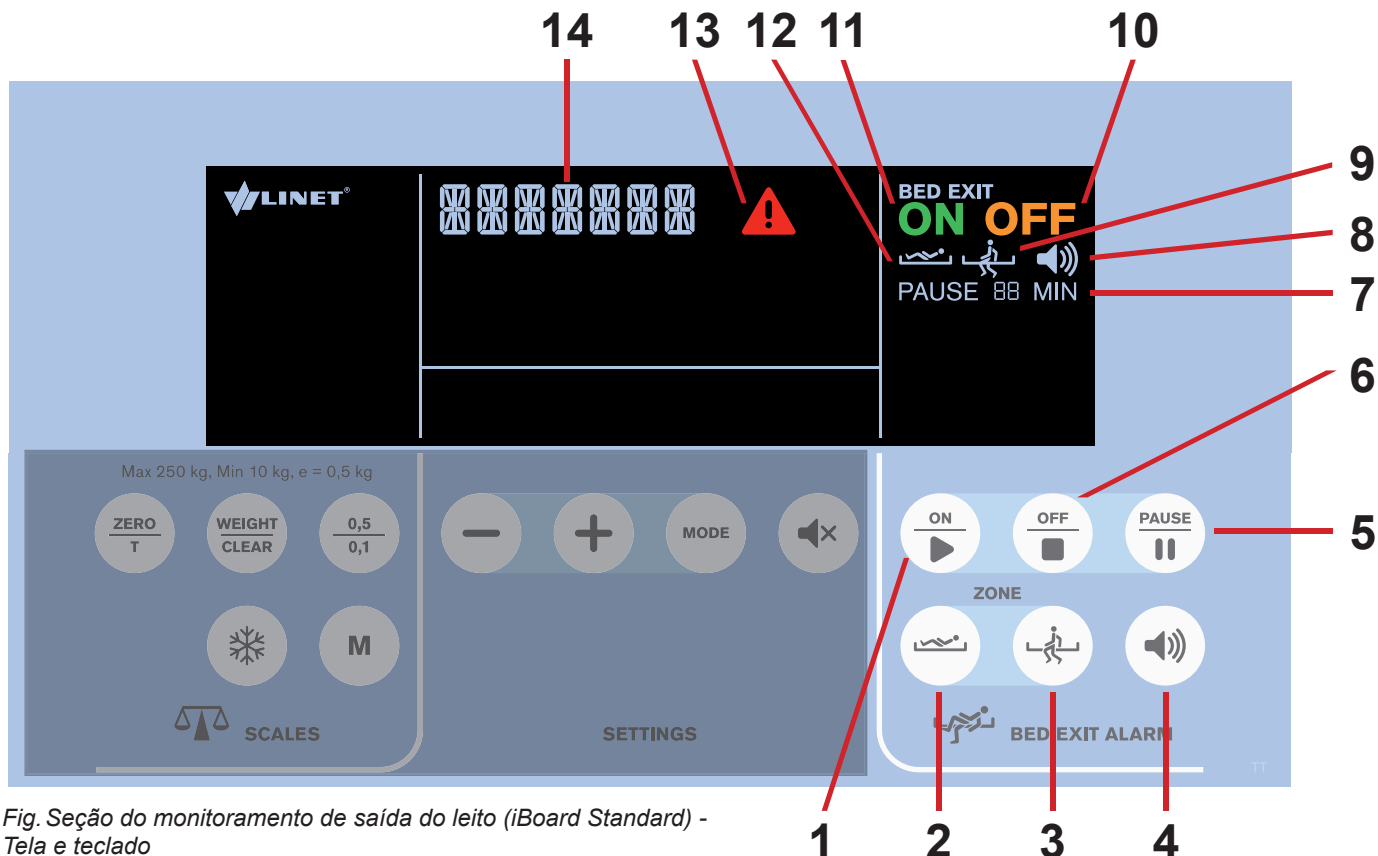 14 13 12 11 10
9
8
7
6
5
LINET®
BED EXIT
ON OFF
PAUSE 88 MIN
Max 250 kg, Min 10 kg, e = 0,5 kg
ZERO
T
WEIGHT
CLEAR
0,5
0,1
M
SCALES
MODE
SETTINGS
ON
OFF
PAUSE
ZONE
BED EXIT ALARM
TT
1 2 3 4
Fig. Seção do monitoramento de saída do leito (iBoard Standard) -
Tela e teclado